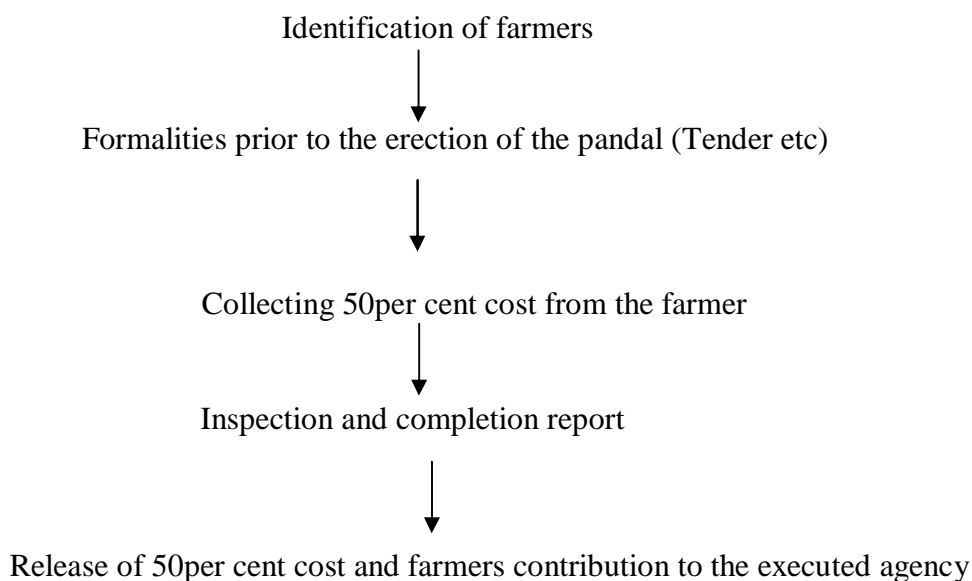 Identification of farmers
Formalities prior to the erection of the pandal (Tender etc)
Collecting 50per cent cost from the farmer
Inspection and completion report
Release of 50per cent cost and farmers contribution to the executed agency